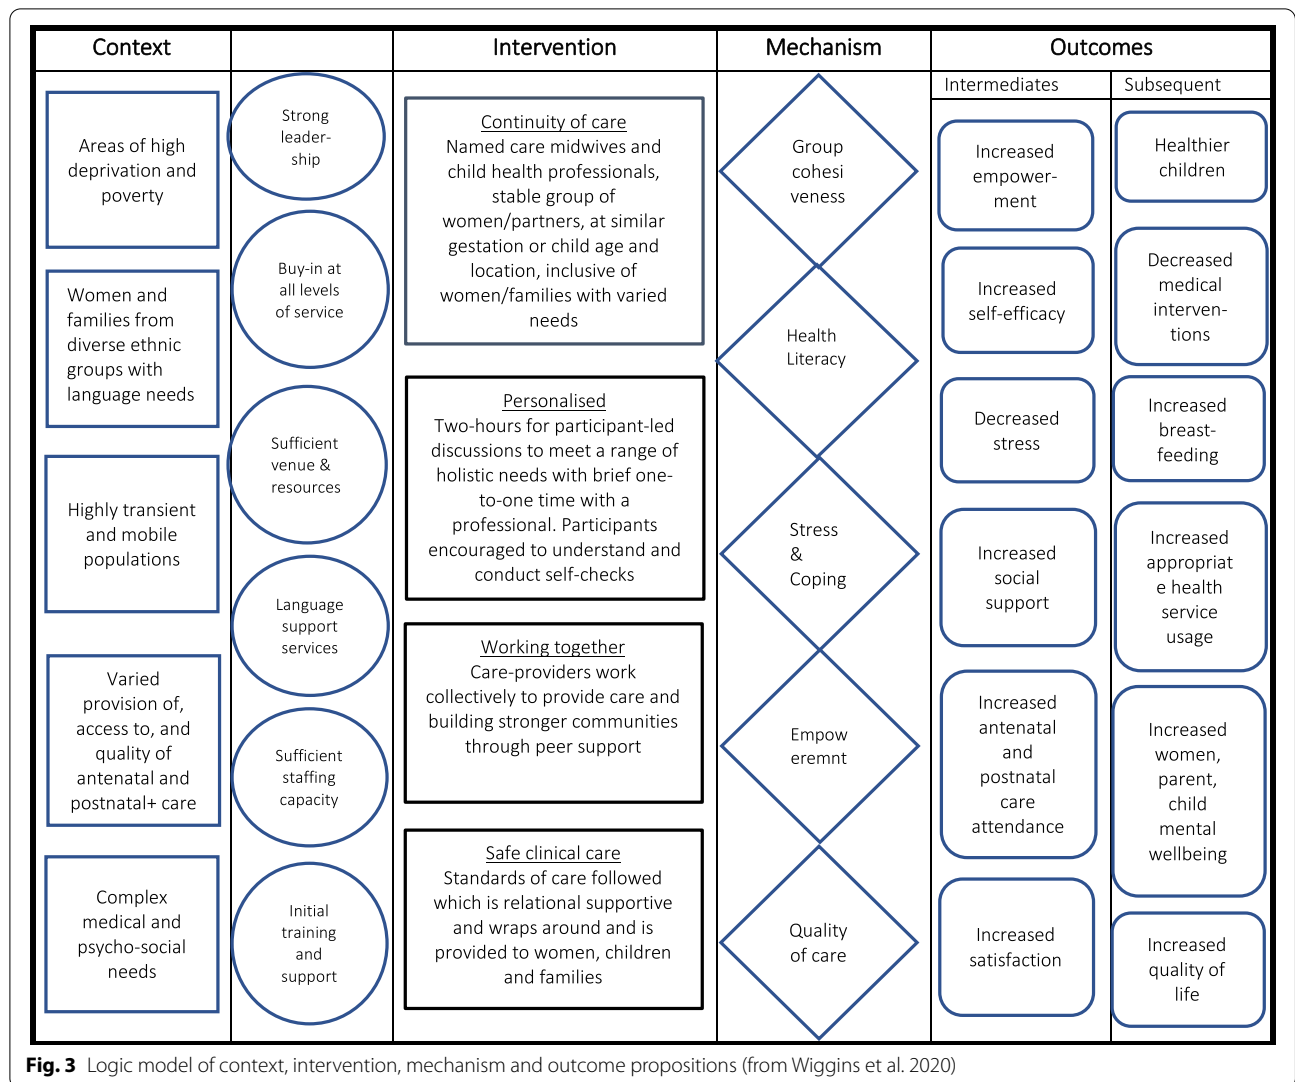 Context
Intervention
Mechanism
Outcomes
Intermediates
Subsequent
Areas of high
deprivation and
poverty
Women and
families from
diverse ethnic
groups with
language needs
Highly transient
and mobile
populations
Varied
provision of,
access to, and
quality of
antenatal and
postnatal+ care
Complex
medical and
psycho-social
needs
Strong
leader-
ship
Buy-in at
all levels
of service
Sufficient
venue &
resources
Language
support
services
Sufficient
staffing
capacity
Initial
training
and
support
Continuity of care
Named care midwives and
child health professionals,
stable group of
women/partners, at similar
gestation or child age and
location, inclusive of
women/families with varied
needs
Personalised
Two-hours for participant-led
discussions to meet a range of
holistic needs with brief one-
to-one time with a
professional. Participants
encouraged to understand and
conduct self-checks
Working together
Care-providers work
collectively to provide care and
building stronger communities
through peer support
Safe clinical care
Standards of care followed
which is relational supportive
and wraps around and is
provided to women, children
and families
Group
cohesi
veness
Health
Literacy
Stress
&
Coping
Empow
eremnt
Quality
of care
Increased
empower-
ment
Increased
self-efficacy
Decreased
stress
Increased
social
support
Increased
antenatal
and
postnatal
care
attendance
Increased
satisfaction
Healthier
children
Decreased
medical
interven-
tions
Increased
breast-
feeding
Increased
appropriat
e health
service
usage
Increased
women,
parent,
child
mental
wellbeing
Increased
quality of
life
Fig. 3 Logic model of context, intervention, mechanism and outcome propositions (from Wiggins et al. 2020)